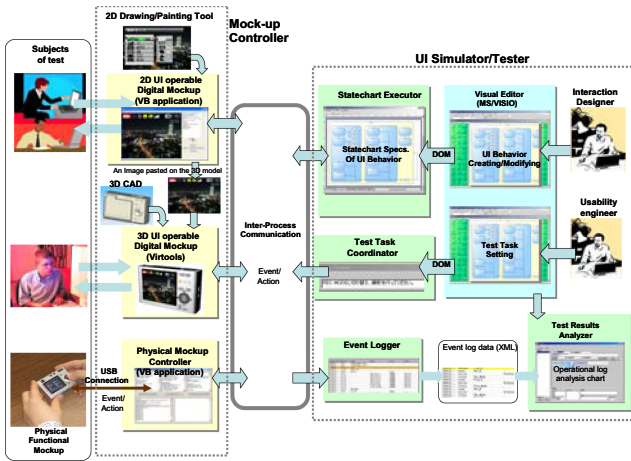 2D Drawing/Painting Tool
Mock-up
Controller
Subjects
of test
2D UI operable
Digital Mockup
(VB application)
An Image pasted on the 3D model
3D CAD
3D UI operable
Digital Mockup
(Virtools)
Physical Mockup
Controller
(VB application)
USB
Connection
Event/
Action
Physical
Functional
Mockup
Inter-Process
Communication
Event/
Action
UI Simulator/Tester
Statechart Executor
Statechart Specs.
Of UI Behavior
DOM
Visual Editor
(MS/VISIO)
UI Behavior
Creating/Modifying
Interaction
Designer
Usability
engineer
Test Task
Coordinator
DOM
Test Task
Setting
Event Logger
Event log data (XML)
Test Results
Analyzer
Operational log
analysis chart